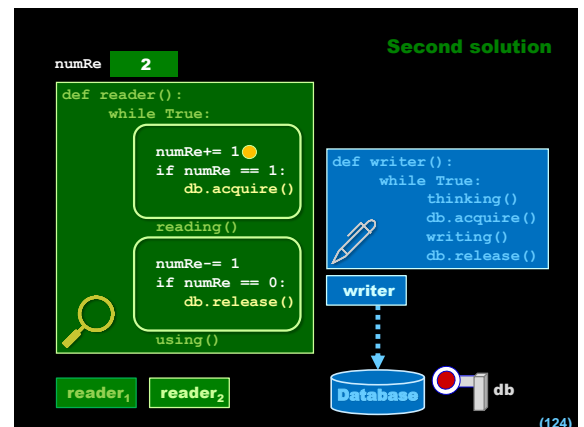 Second solution
numRe 2
def reader():
while True:
numRe+= 1
if numRe == 1:
db.acquire()
reading()
numRe-= 1
if numRe == 0:
db.release()
using()
def writer():
while True:
thinking()
db.acquire()
writing()
db.release()
writer
reader1 reader2
Database
db
(124)